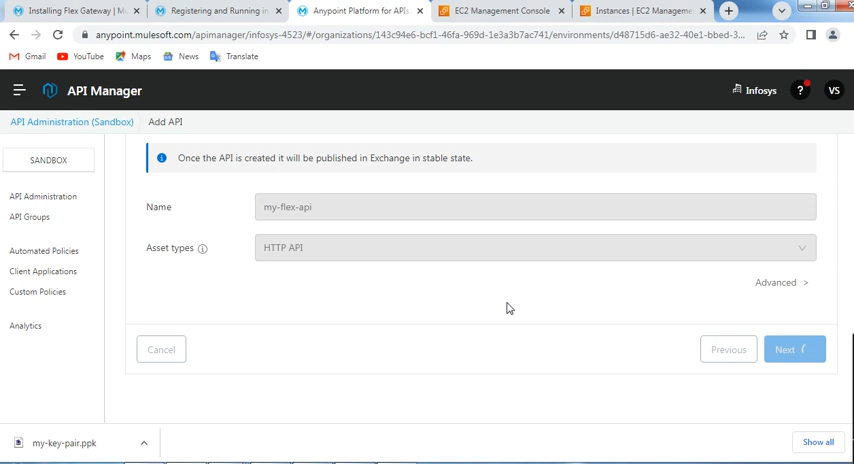 Installing Flex Gateway | Mu
Registering and Running in
Anypoint Platform for APIs
EC2 Management Console
Instances | EC2 Manageme
anypoint.mulesoft.com/apimanager/infosys-4523/#/organizations/143c94e6-bcf1-46fa-969d-1e3a3b7ac741/environments/d48715d6-ae32-40e1-bbed-3...
Gmail YouTube Maps News Translate
API Manager
Infosys ? VS
API Administration (Sandbox) Add API
SANDBOX
API Administration
API Groups
Automated Policies
Client Applications
Custom Policies
Analytics
Once the API is created it will be published in Exchange in stable state.
Name my-flex-api
Asset types HTTP API
Advanced >
Cancel Previous Next
my-key-pair.ppk Show all